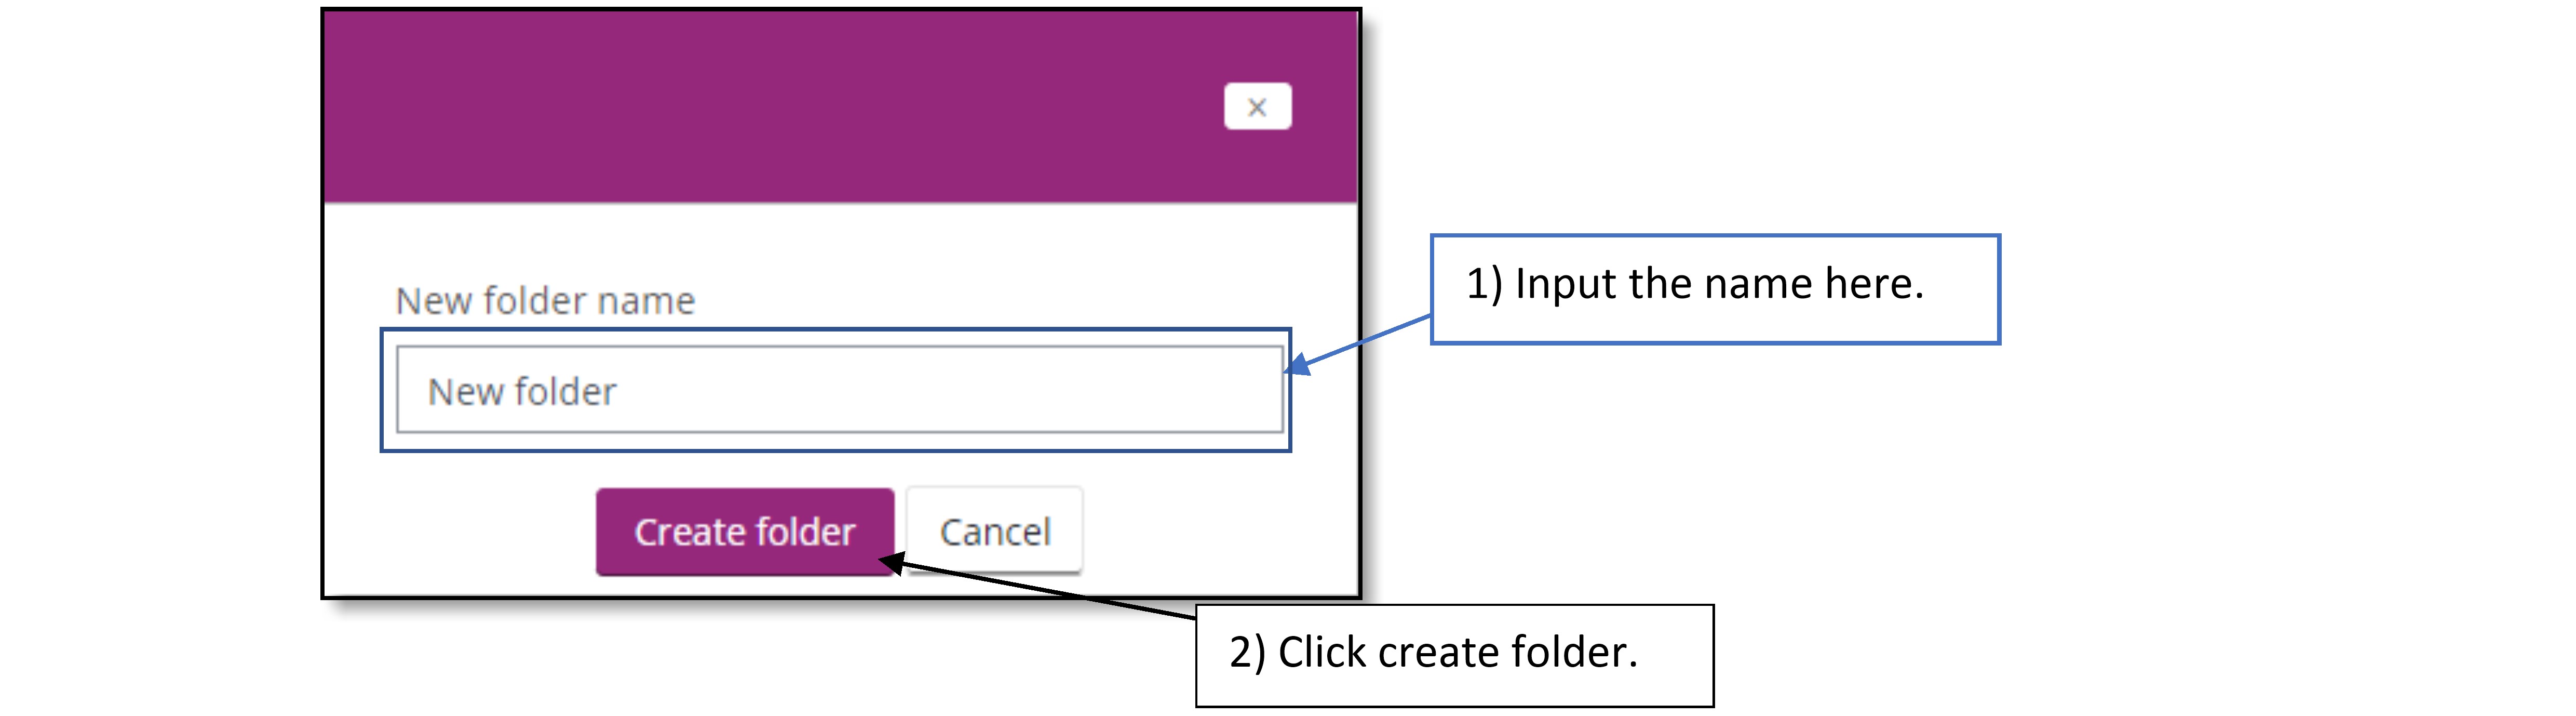 New folder name
1) Input the name here.
New folder
Create folder
Cancel
2) Click create folder.